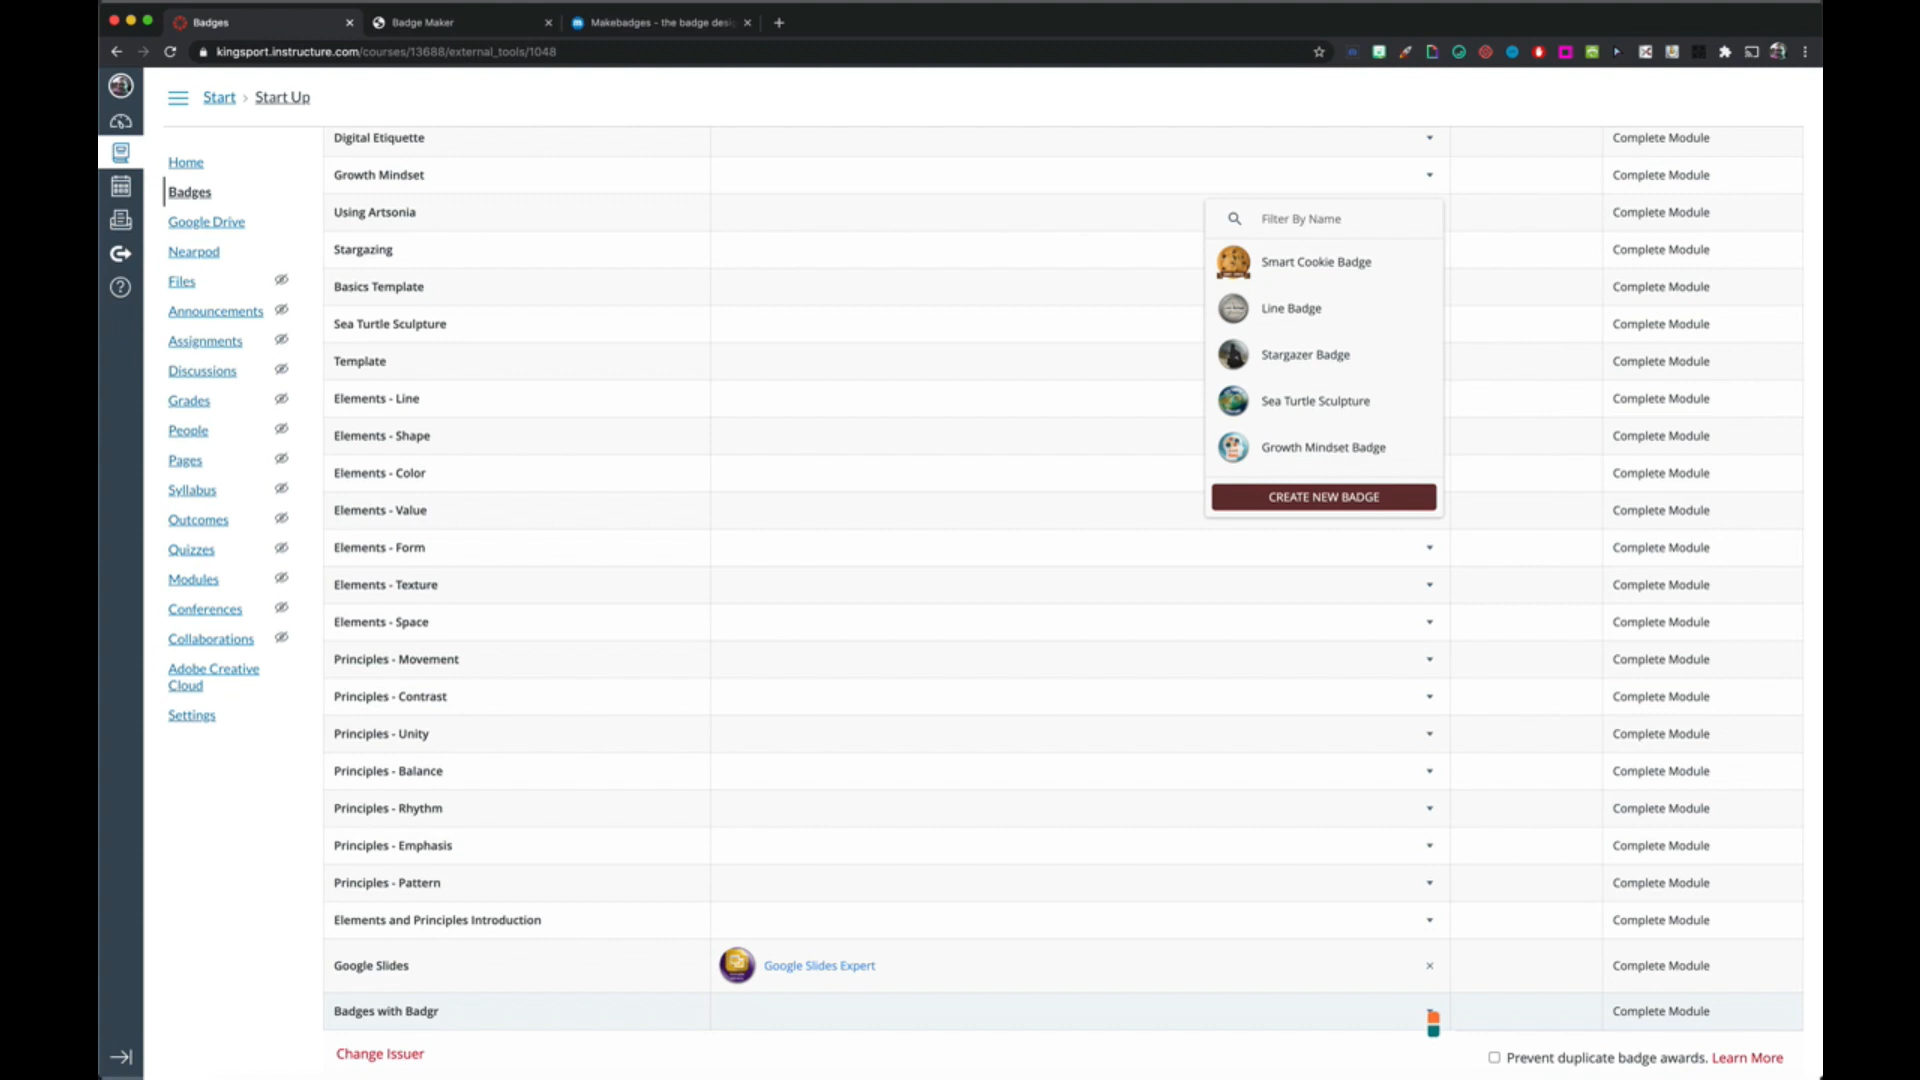 Badges
Badge Maker
Makebadges - the badge desi
kingsport.instructure.com/courses/13688/external_tools/1048
Start > Start Up
Home
Badges
Google Drive
Nearpod
Files
Announcements
Assignments
Discussions
Grades
People
Pages
Syllabus
Outcomes
Quizzes
Modules
Conferences
Collaborations
Adobe Creative
Cloud
Settings
Digital Etiquette Complete Module
Growth Mindset Complete Module
Using Artsonia Complete Module
Stargazing Complete Module
Basics Template Complete Module
Sea Turtle Sculpture Complete Module
Template Complete Module
Elements - Line Complete Module
Elements - Shape Complete Module
Elements - Color Complete Module
Elements - Value Complete Module
Elements - Form Complete Module
Elements - Texture Complete Module
Elements - Space Complete Module
Principles - Movement Complete Module
Principles - Contrast Complete Module
Principles - Unity Complete Module
Principles - Balance Complete Module
Principles - Rhythm Complete Module
Principles - Emphasis Complete Module
Principles - Pattern Complete Module
Elements and Principles Introduction Complete Module
Google Slides Google Slides Expert Complete Module
Badges with Badgr Complete Module
Filter By Name
Smart Cookie Badge
Line Badge
Stargazer Badge
Sea Turtle Sculpture
Growth Mindset Badge
CREATE NEW BADGE
Change Issuer
Prevent duplicate badge awards. Learn More